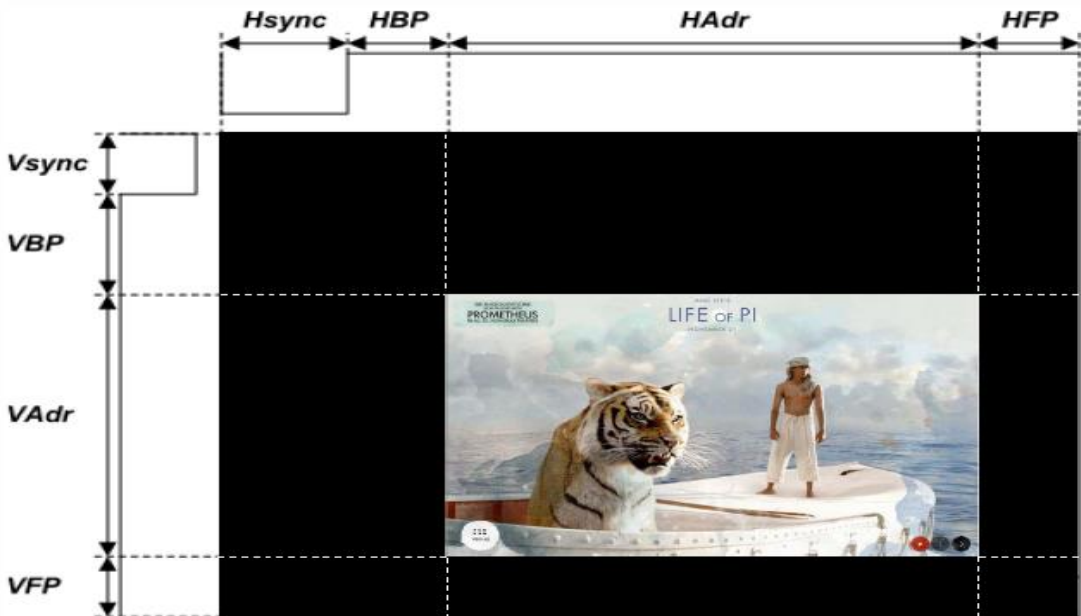 Hsync HBP HAdr HFP
Vsync
VBP
VAdr
VFP
PROMETHEUS
LIFE OF PI